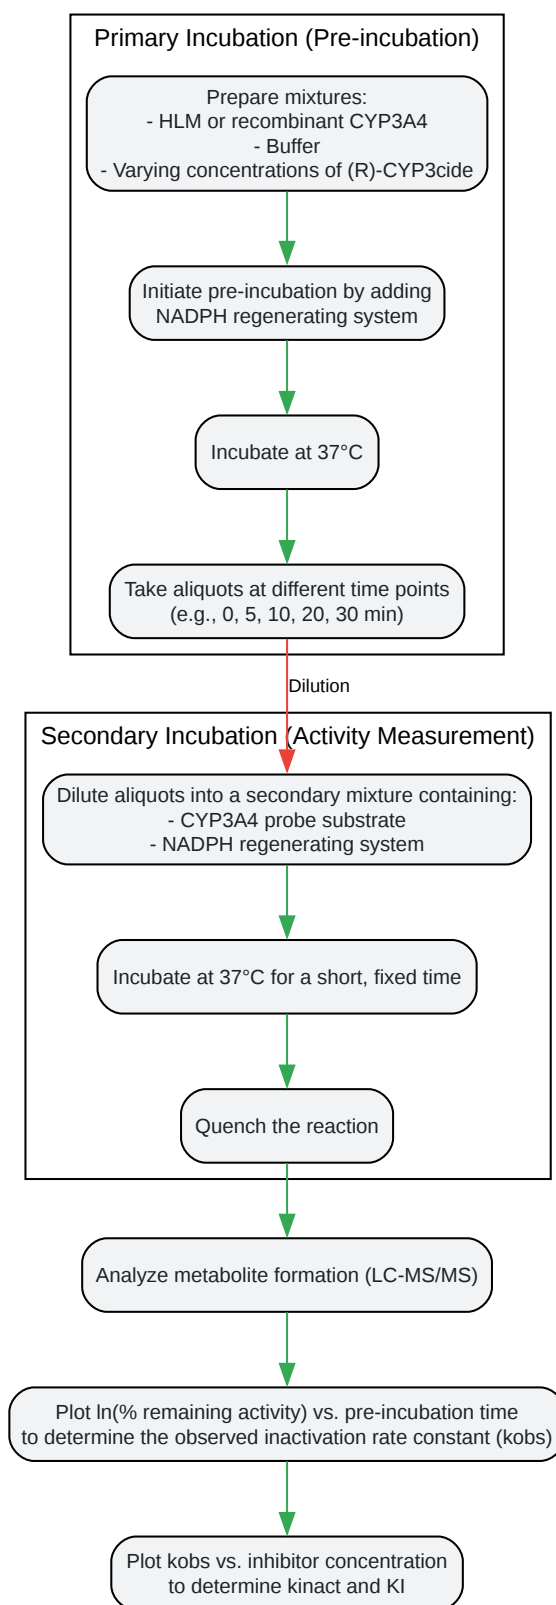 Primary Incubation (Pre-incubation)
Prepare mixtures:
- HLM or recombinant CYP3A4
- Buffer
- Varying concentrations of (R)-CYP3cide
Initiate pre-incubation by adding
NADPH regenerating system
Incubate at 37°C
Take aliquots at different time points
(e.g., 0, 5, 10, 20, 30 min)
Dilution
Secondary Incubation (Activity Measurement)
Dilute aliquots into a secondary mixture containing:
- CYP3A4 probe substrate
- NADPH regenerating system
Incubate at 37°C for a short, fixed time
Quench the reaction
Analyze metabolite formation (LC-MS/MS)
Plot ln(% remaining activity) vs. pre-incubation time
to determine the observed inactivation rate constant (kobs)
Plot kobs vs. inhibitor concentration
to determine kinact and KI